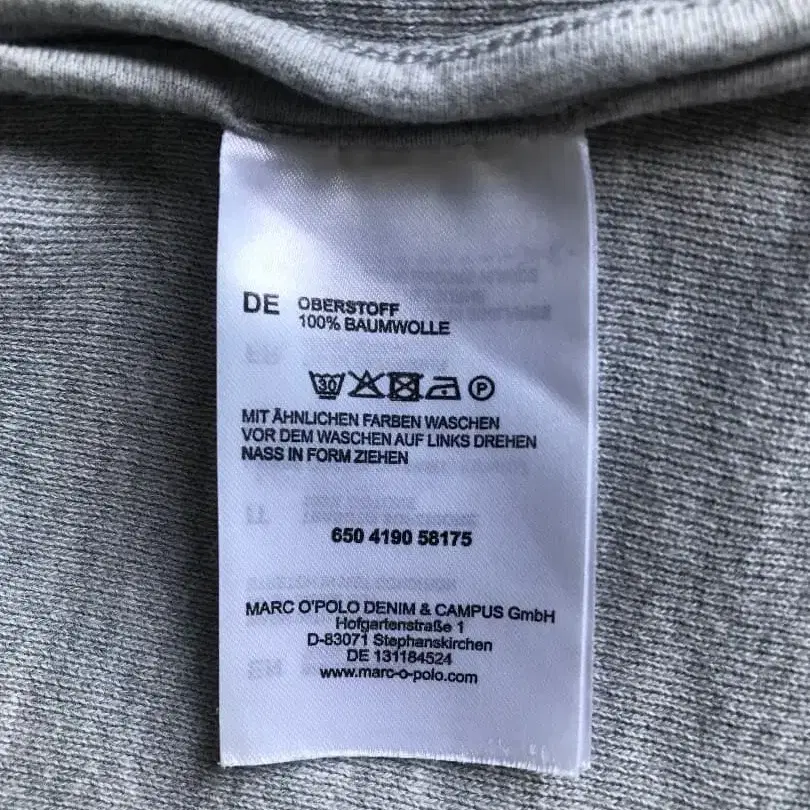 DE OBERSTOFF
100% BAUMWOLLE
30 P
MIT ÄHNLICHEN FARBEN WASCHEN
VOR DEM WASCHEN AUF LINKS DREHEN
NASS IN FORM ZIEHEN
650 4190 58175
MARC O'POLO DENIM & CAMPUS GmbH
Hofgartenstraße 1
D-83071 Stephanskirchen
DE 131184524
www.marc-o-polo.com